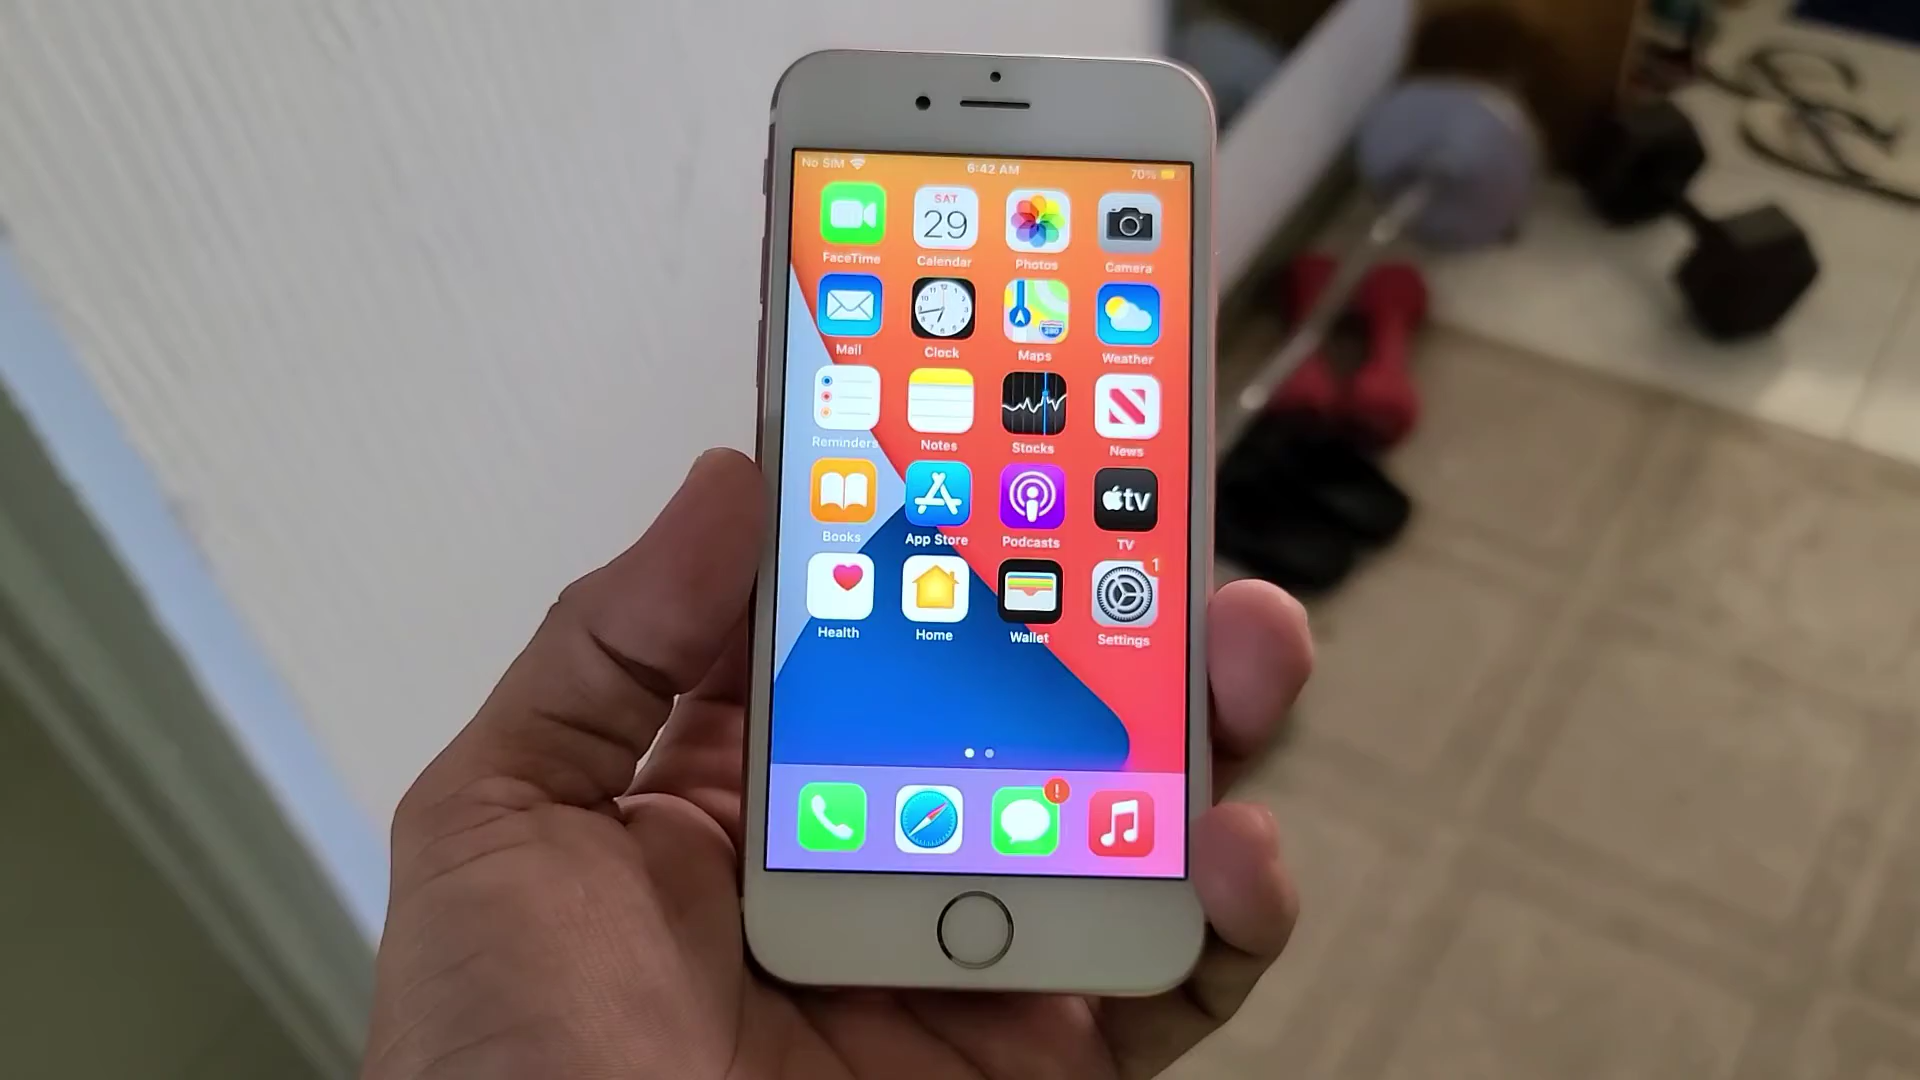 No SIM 6:42 AM 70%
SAT
29
FaceTime Calendar Photos Camera
Mail Clock Maps Weather
280
Reminders Notes Stocks News
tv
Books App Store Podcasts TV
1
Health Home Wallet Settings
!